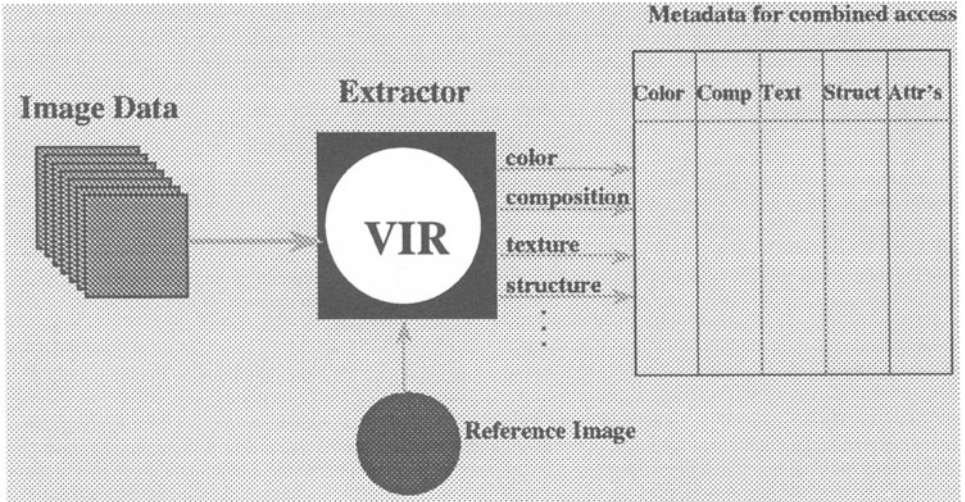 Metadata for combined access
Image Data
Extractor
Color Comp Text Struct Attr's
color
composition
texture
structure
VIR
Reference Image